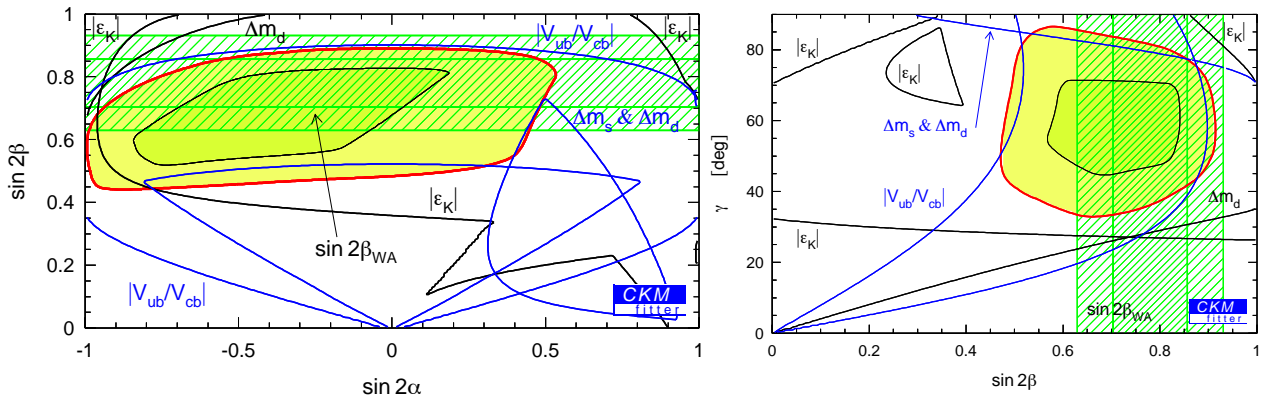 |εK|
Δmd
|Vub/Vcb|
|εK|
Δms & Δmd
|εK|
sin 2βWA
|Vub/Vcb|
CKM
fitter
sin 2β
0
0.2
0.4
0.6
0.8
1
-1
-0.5
0
0.5
1
sin 2α
|εK|
|εK|
|εK|
Δms & Δmd
|Vub/Vcb|
Δmd
|εK|
sin 2βWA
CKM
fitter
γ [deg]
0
20
40
60
80
0
0.2
0.4
0.6
0.8
1
sin 2β